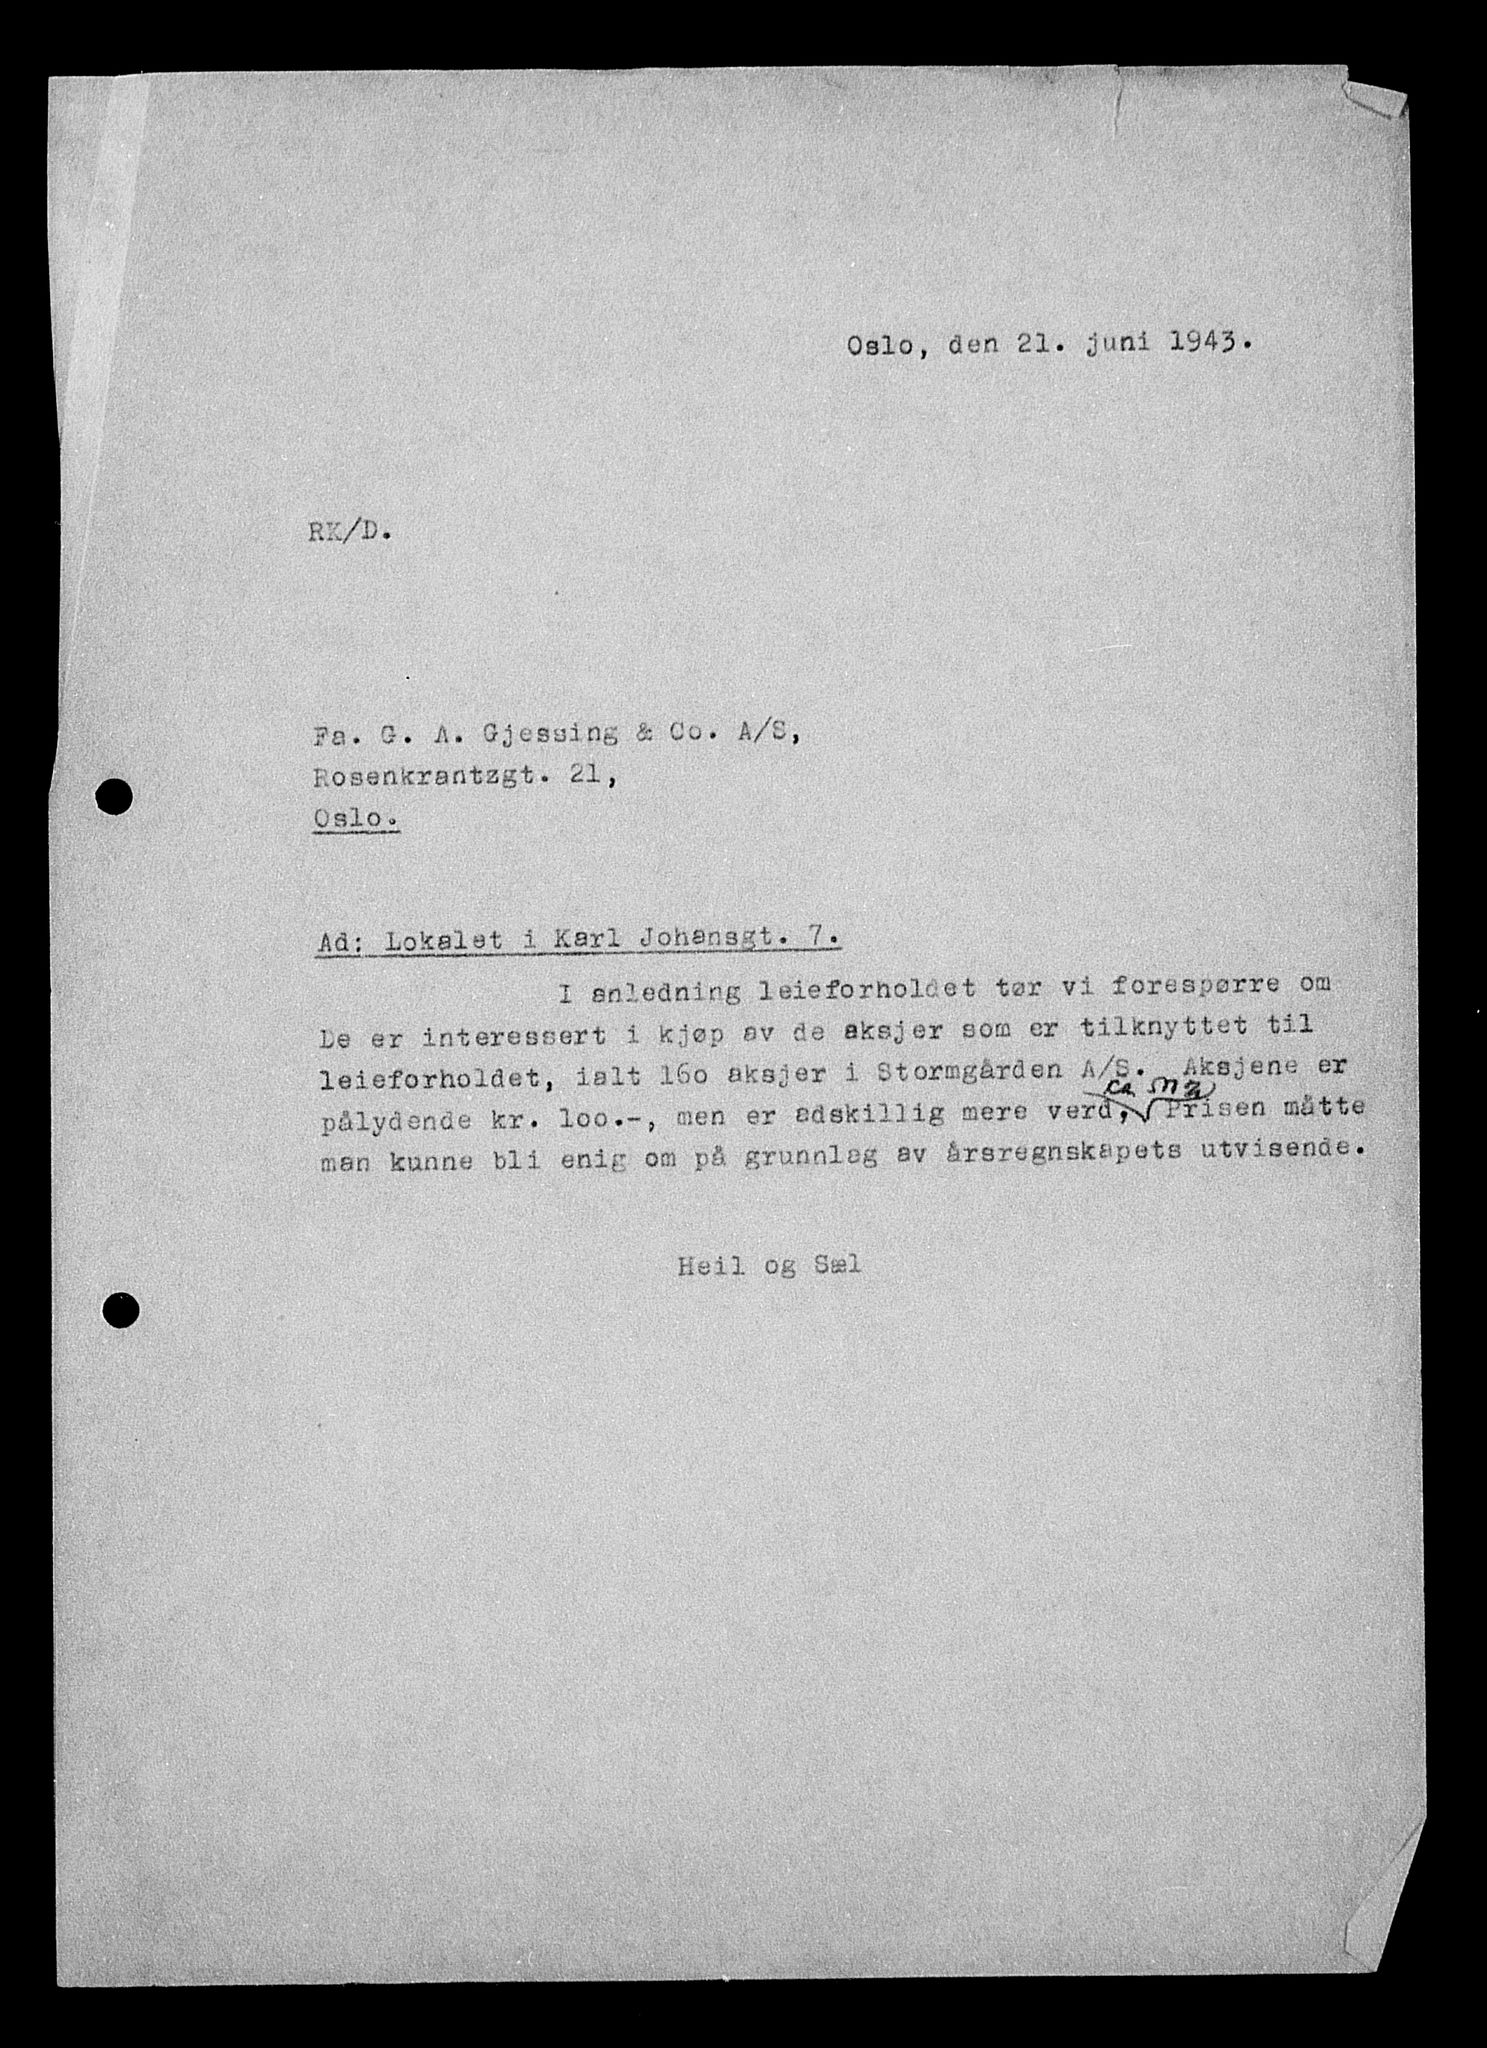 Oslo, den 21. juni 1943.
RK/D.
Fa. G. A. Gjessing & Co. A/S,
Rosenkrantzgt. 21,
Oslo.
Ad: Lokalet i Karl Johansgt. 7.
I anledning leieforholdet tør vi forespørre om
De er interessert i kjøp av de aksjer som er tilknyttet til
leieforholdet, ialt 16o aksjer i Stormgården A/S. Aksjene er
ca
pålydende kr. loo.-, men er adskillig mere verd, Prisen måtte
man kunne bli enig om på grunnlag av årsregnskapets utvisende.
Heil og Sæl